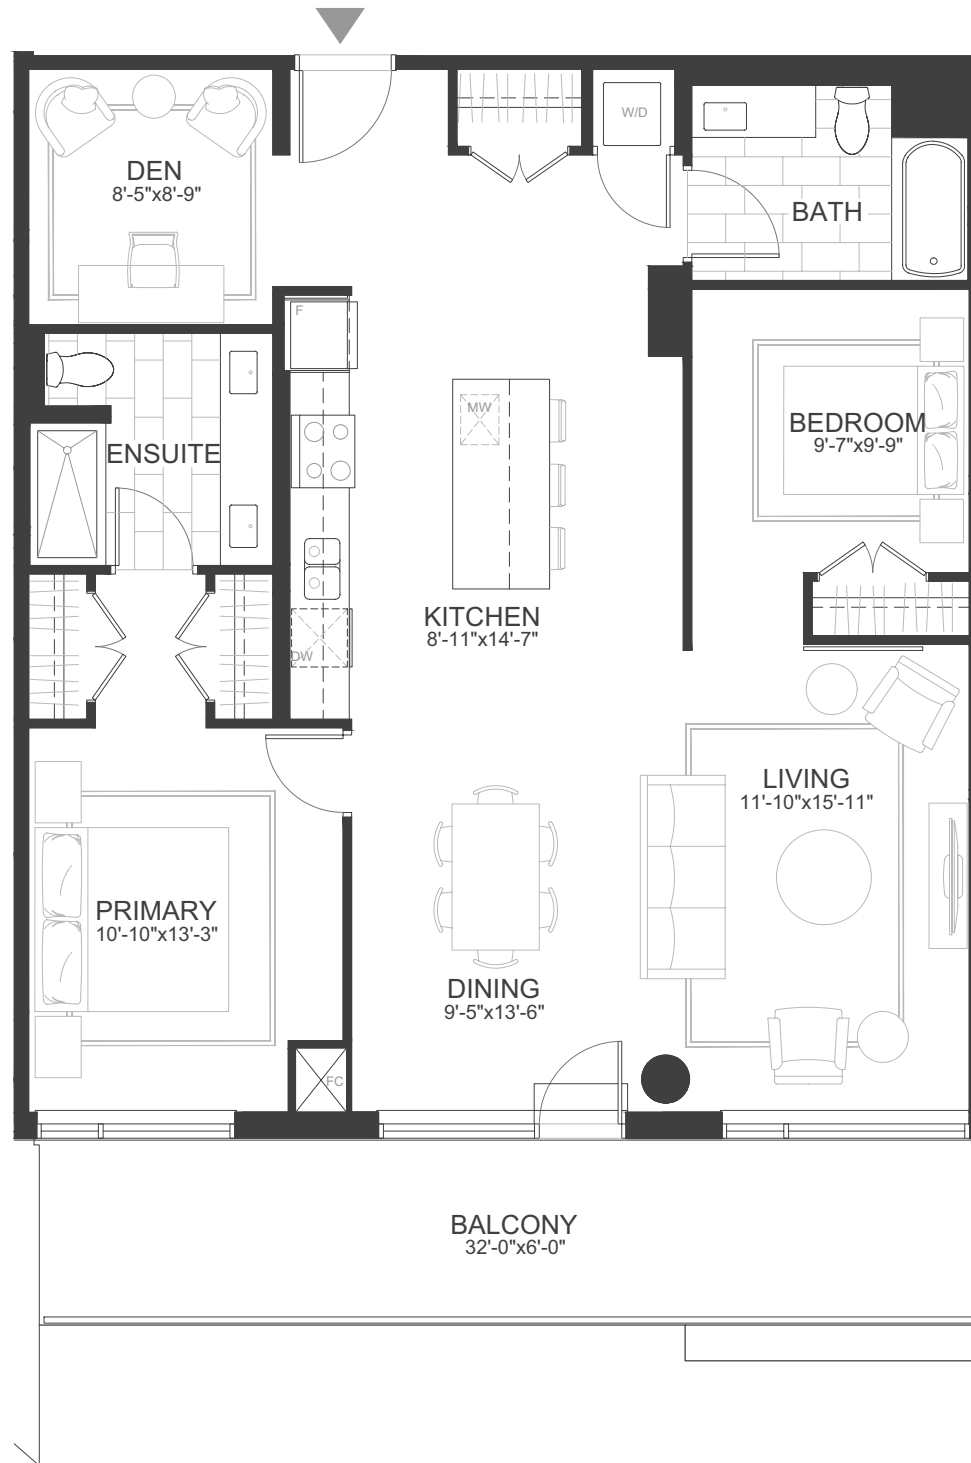 W/D
DEN
8'-5"x8'-9"
BATH
F
MW
BEDROOM
9'-7"x9'-9"
ENSUITE
KITCHEN
8'-11"x14'-7"
DW
LIVING
11'-10"x15'-11"
PRIMARY
10'-10"x13'-3"
DINING
9'-5"x13'-6"
FC
BALCONY
32'-0"x6'-0"